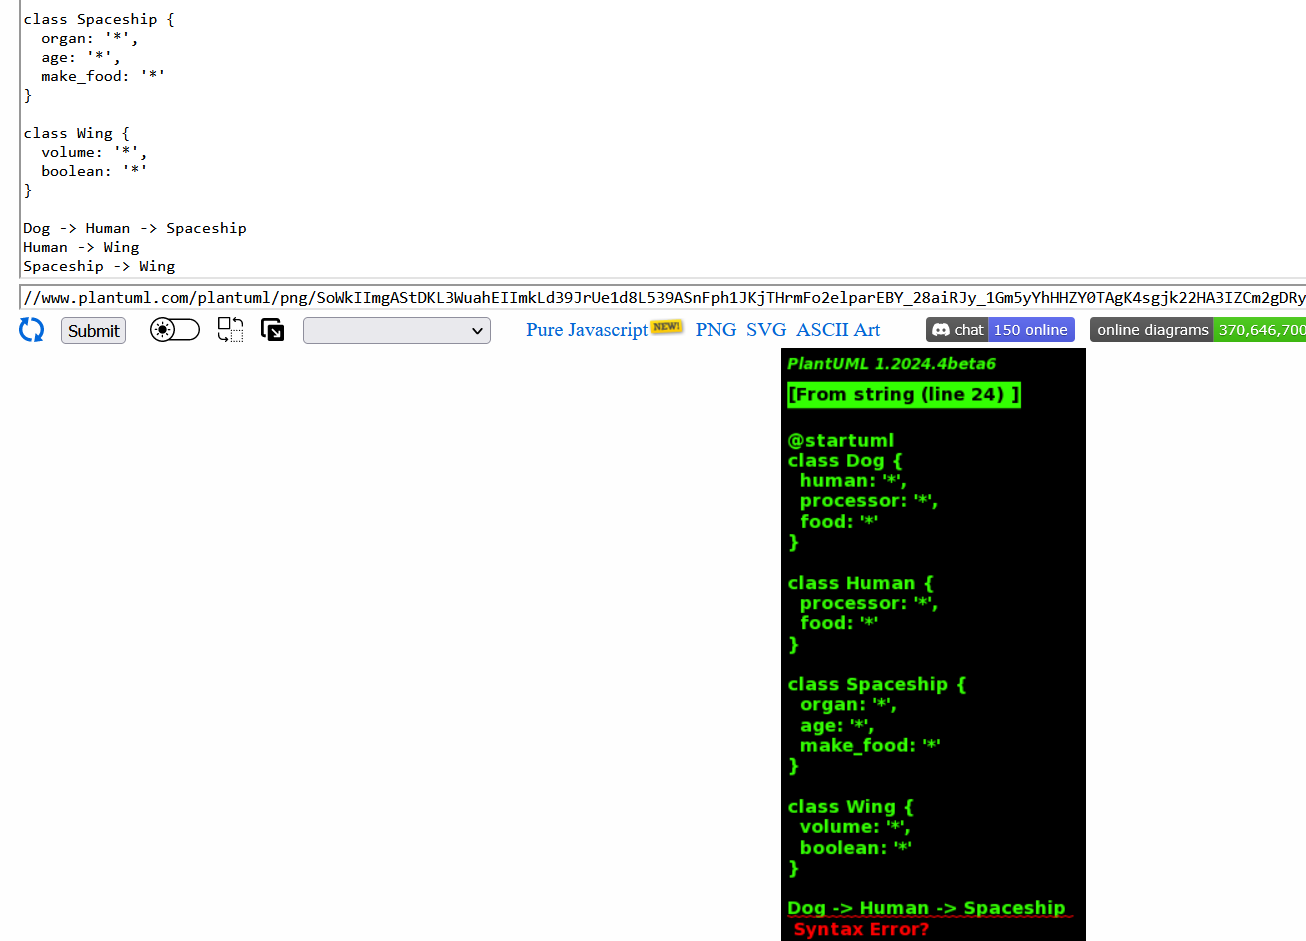 class Spaceship {
  organ: '*',
  age: '*',
  make_food: '*'
}
class Wing {
  volume: '*',
  boolean: '*'
}
Dog -> Human -> Spaceship
Human -> Wing
Spaceship -> Wing
//www.plantuml.com/plantuml/png/SoWkIImgAStDKL3WuahEIImkLd39JrUe1d8L539ASnFph1JKjTHrmFo2elparEBY_28aiRJy_1Gm5yYhHHZY0TAgK4sgjk22HA3IZCm2gDRy
Submit Pure Javascript NEW! PNG SVG ASCII Art chat 150 online online diagrams 370,646,700
PlantUML 1.2024.4beta6
[From string (line 24) ]
@startuml
class Dog {
  human: '*',
  processor: '*',
  food: '*'
}
class Human {
  processor: '*',
  food: '*'
}
class Spaceship {
  organ: '*',
  age: '*',
  make_food: '*'
}
class Wing {
  volume: '*',
  boolean: '*'
}
Dog -> Human -> Spaceship
Syntax Error?